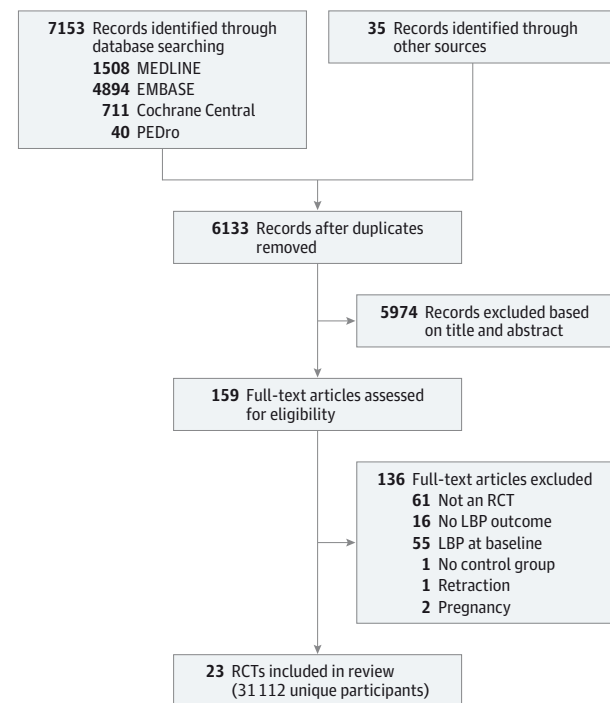 7153 Records identified through
database searching
1508 MEDLINE
4894 EMBASE
711 Cochrane Central
40 PEDro
35 Records identified through
other sources
6133 Records after duplicates
removed
5974 Records excluded based
on title and abstract
159 Full-text articles assessed
for eligibility
136 Full-text articles excluded
61 Not an RCT
16 No LBP outcome
55 LBP at baseline
1 No control group
1 Retraction
2 Pregnancy
23 RCTs included in review
(31 112 unique participants)